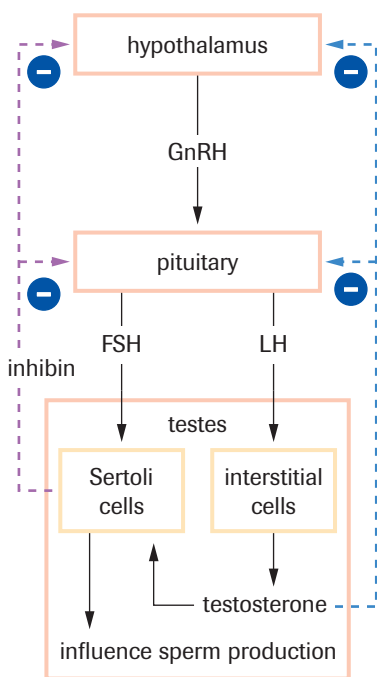 hypothalamus
−
−
GnRH
pituitary
−
−
FSH
LH
inhibin
testes
Sertoli
cells
interstitial
cells
testosterone
influence sperm production